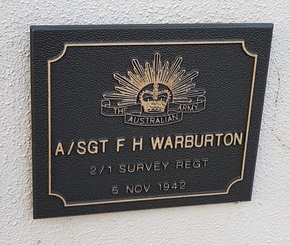 THE AUSTRALIAN ARMY
A/SGT F H WARBURTON
2/1 SURVEY REGT
5 NOV 1942